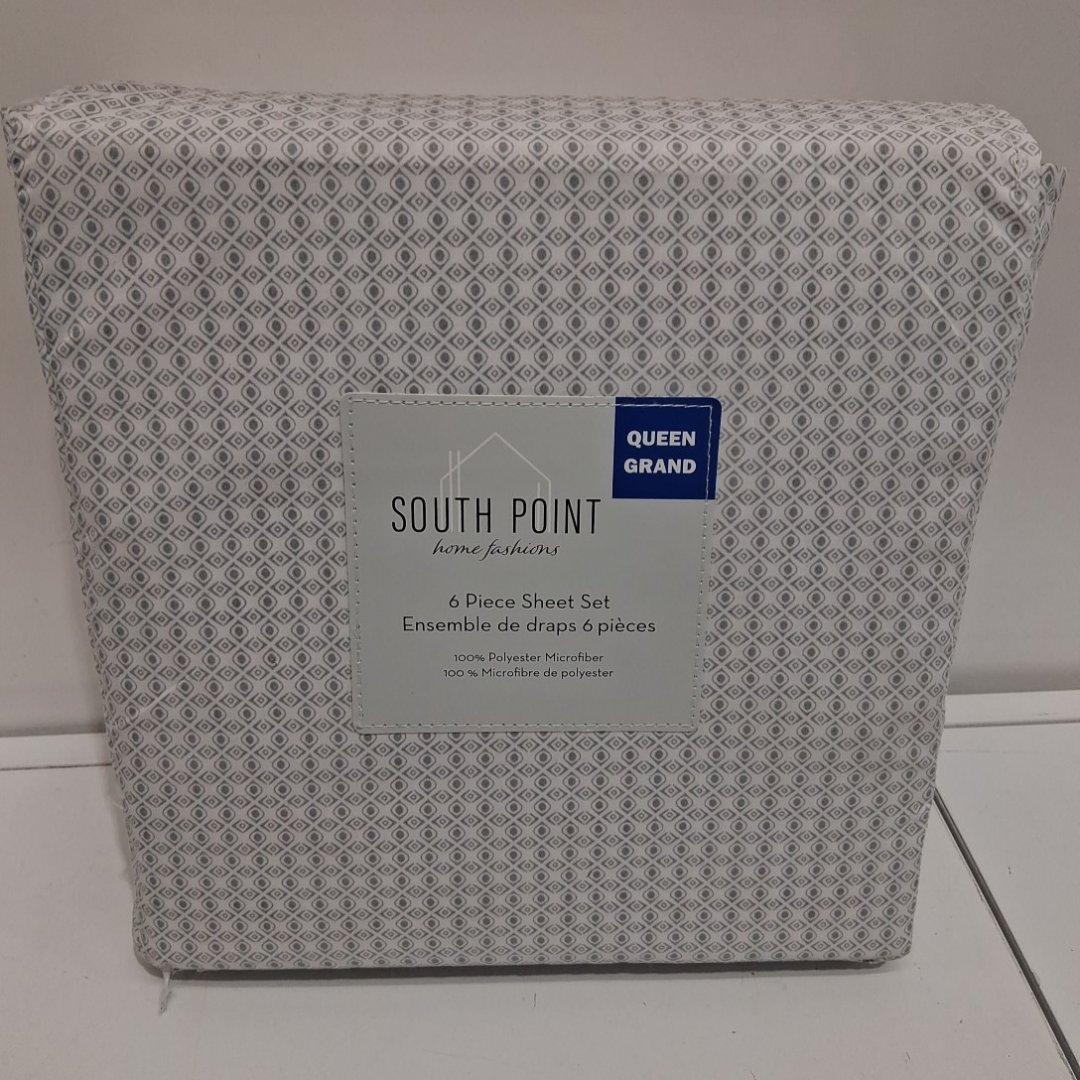 QUEEN
GRAND
SOUTH POINT
home fashions
6 Piece Sheet Set
Ensemble de draps 6 pièces
100% Polyester Microfiber
100 % Microfibre de polyester